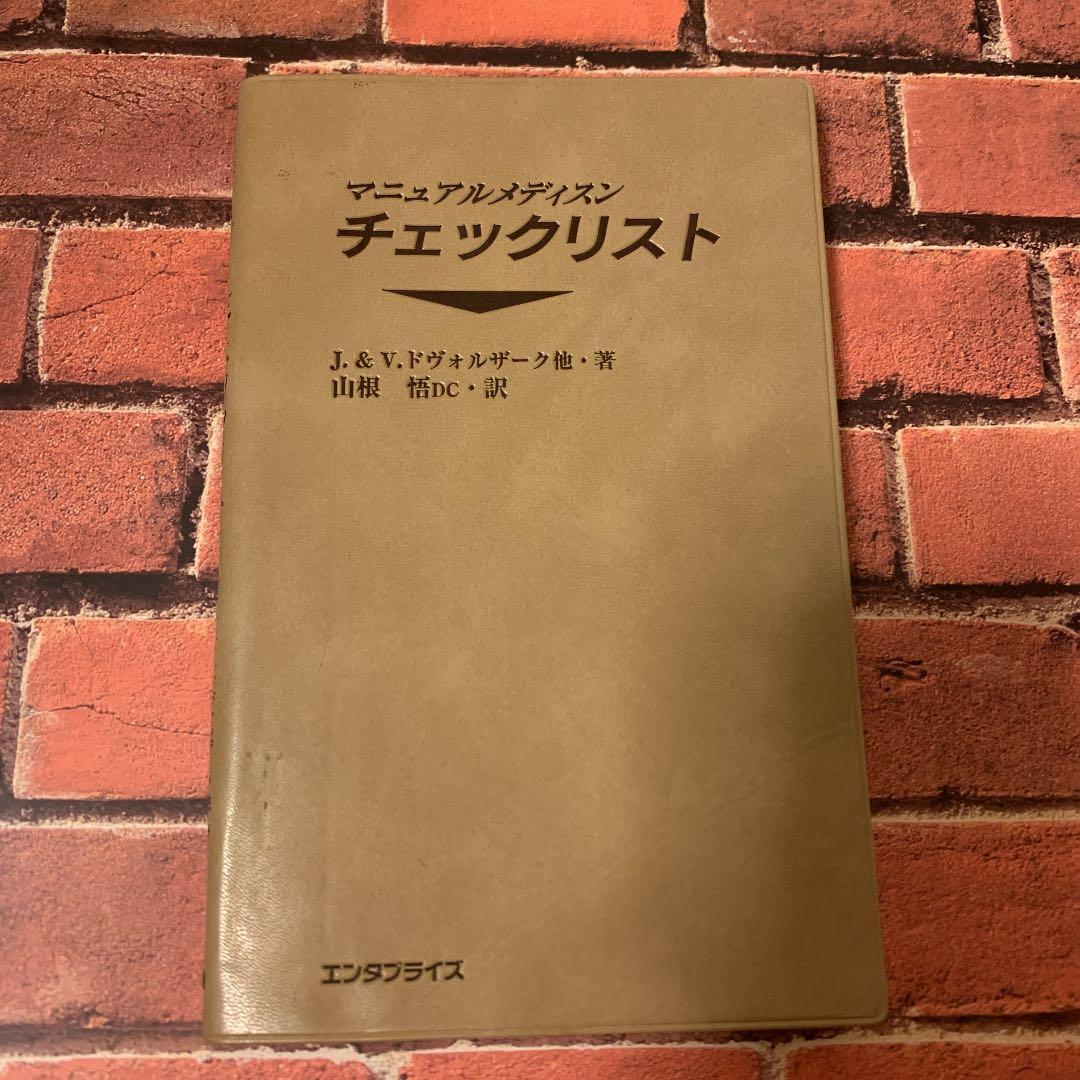 マニュアルメディスン
チェックリスト
J. & V.ドヴォルザーク他・著
山根 悟DC・訳
エンタプライズ